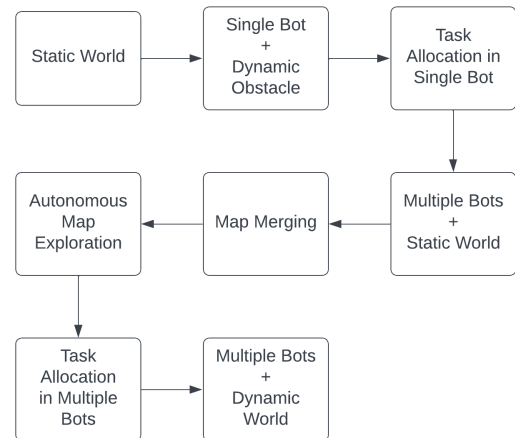 Static World
Single Bot
+
Dynamic
Obstacle
Task
Allocation in
Single Bot
Autonomous
Map
Exploration
Map Merging
Multiple Bots
+
Static World
Task
Allocation
in Multiple
Bots
Multiple Bots
+
Dynamic
World